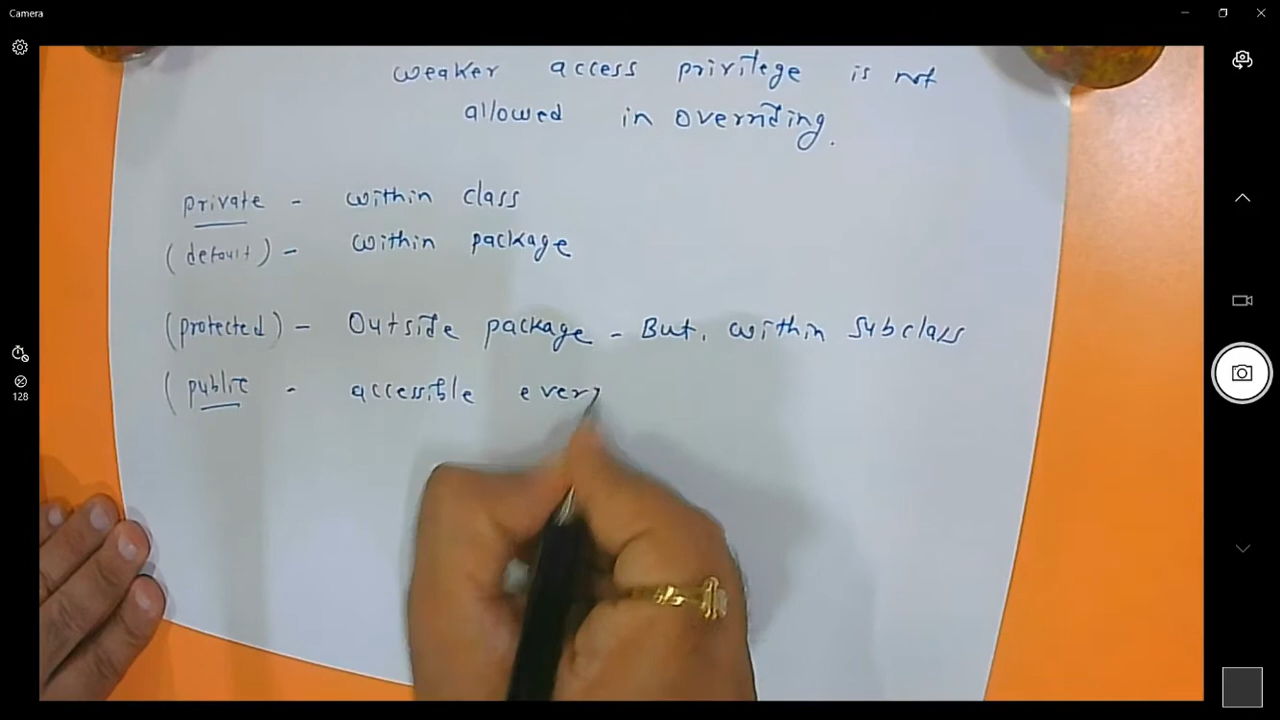 Camera
weaker access privilege is not
allowed in overriding.
private - within class
(default) - within package
(protected) - Outside package - But, within subclass
(public - accessible every
128